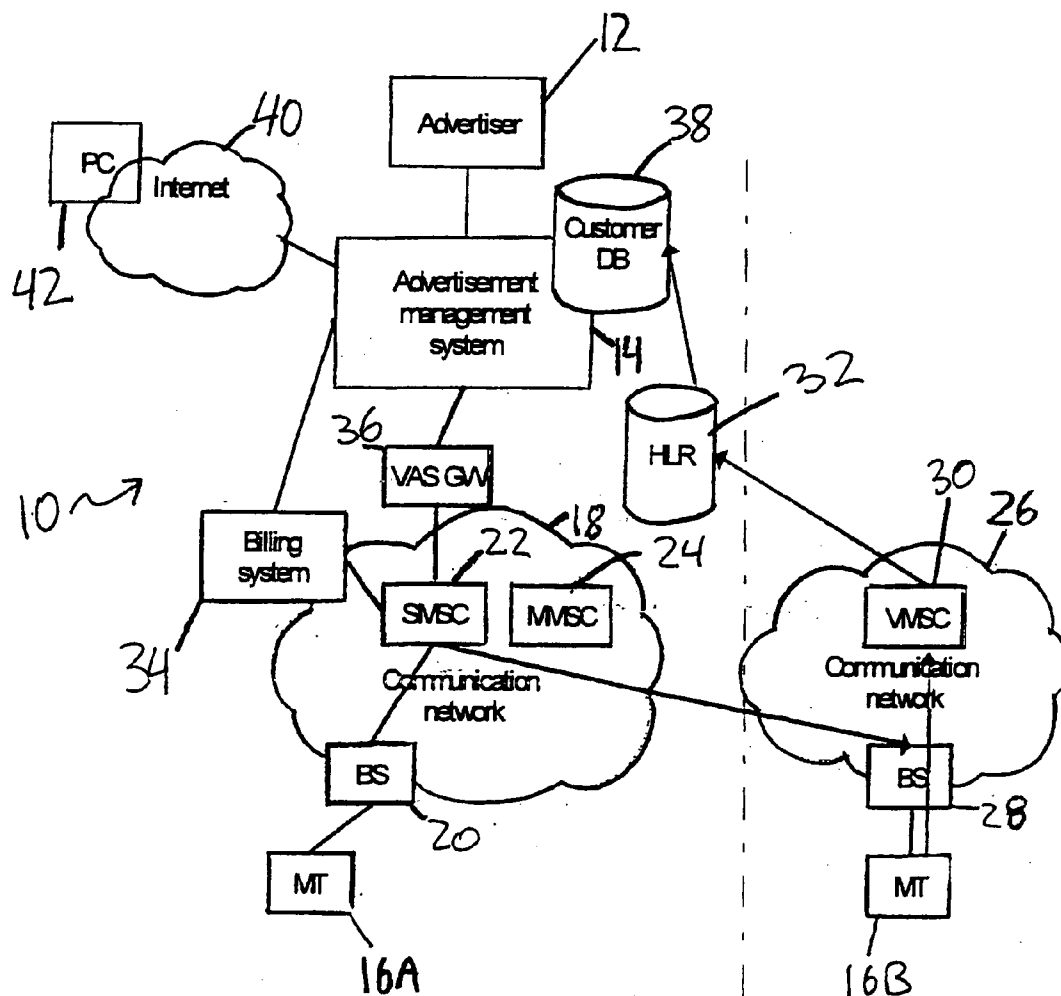 12
Advertiser
40
38
PC
Internet
Customer
DB
42
Advertisement
management
system
14
32
36
HLR
VAS GW
30
10
18
26
Billing
system
22
24
SMSC
MMSC
VMSC
34
Communication
network
Communication
network
BS
BS
20
28
MT
MT
16A
16B